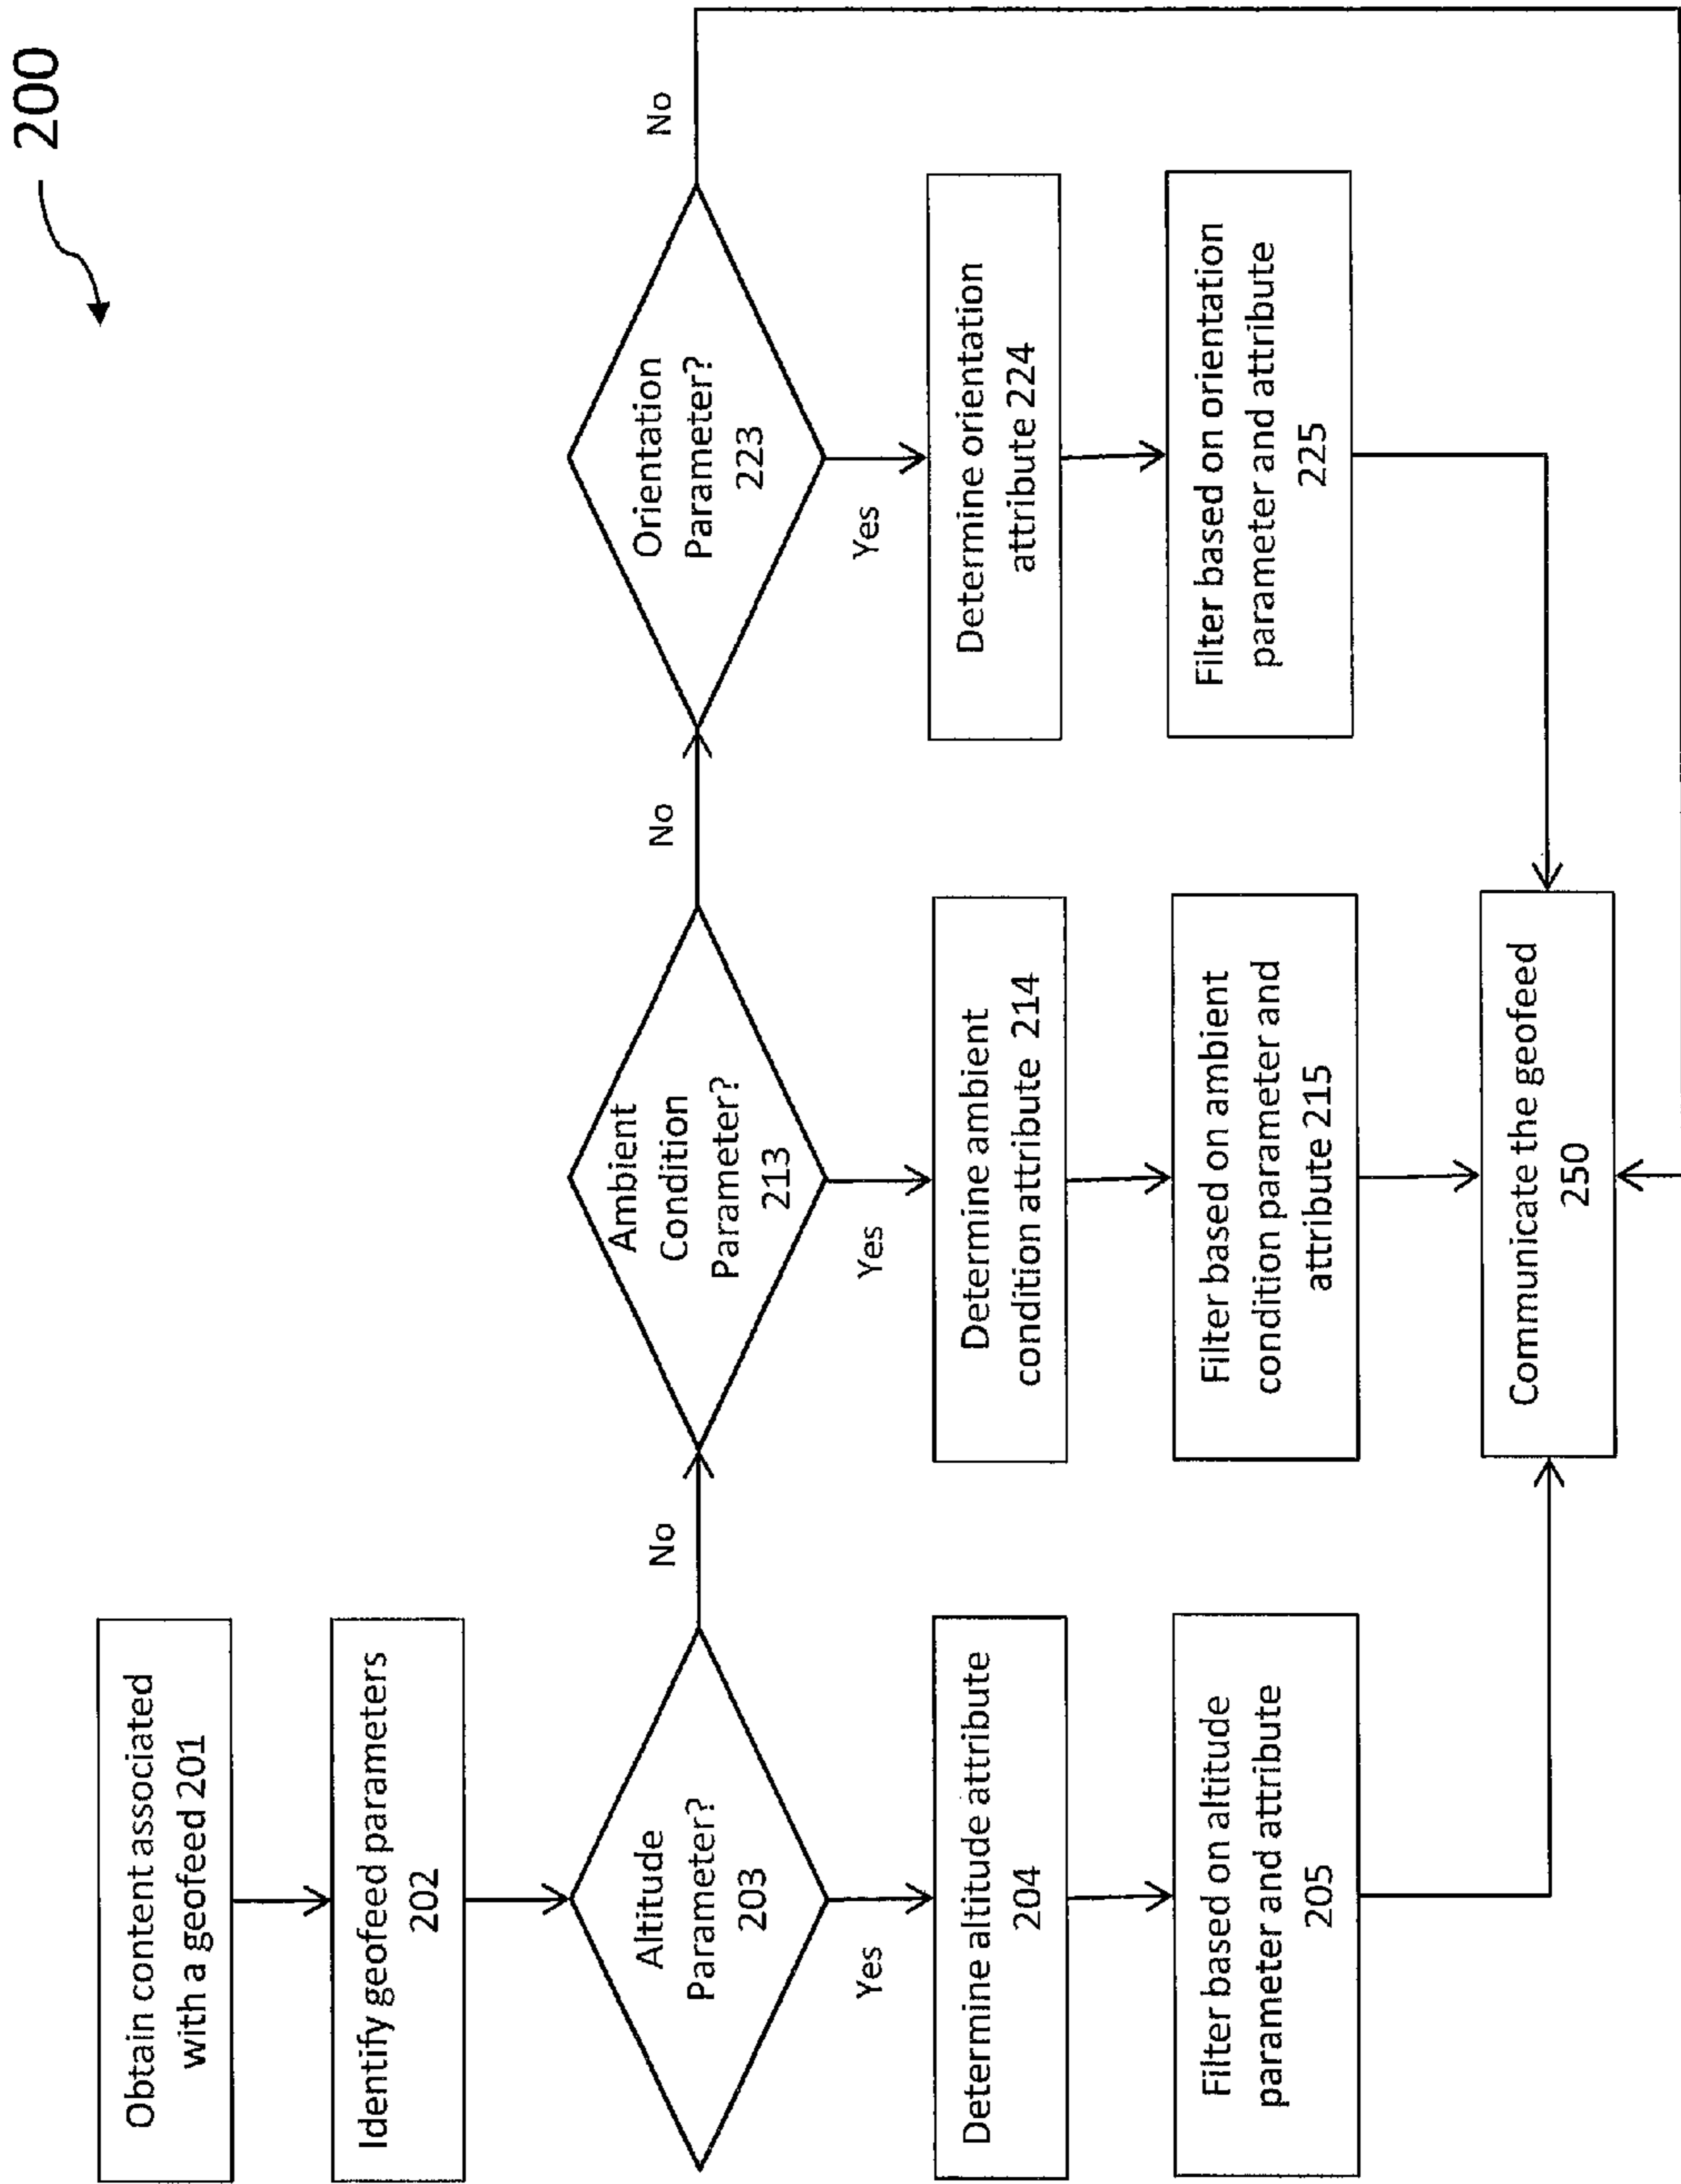 200
Obtain content associated
with a geofeed 201
Identify geofeed parameters
202
Altitude
Parameter?
203
No
Yes
Determine altitude attribute
204
Filter based on altitude
parameter and attribute
205
Ambient
Condition
Parameter?
213
No
Yes
Determine ambient
condition attribute 214
Filter based on ambient
condition parameter and
attribute 215
Orientation
Parameter?
223
No
Yes
Determine orientation
attribute 224
Filter based on orientation
parameter and attribute
225
Communicate the geofeed
250